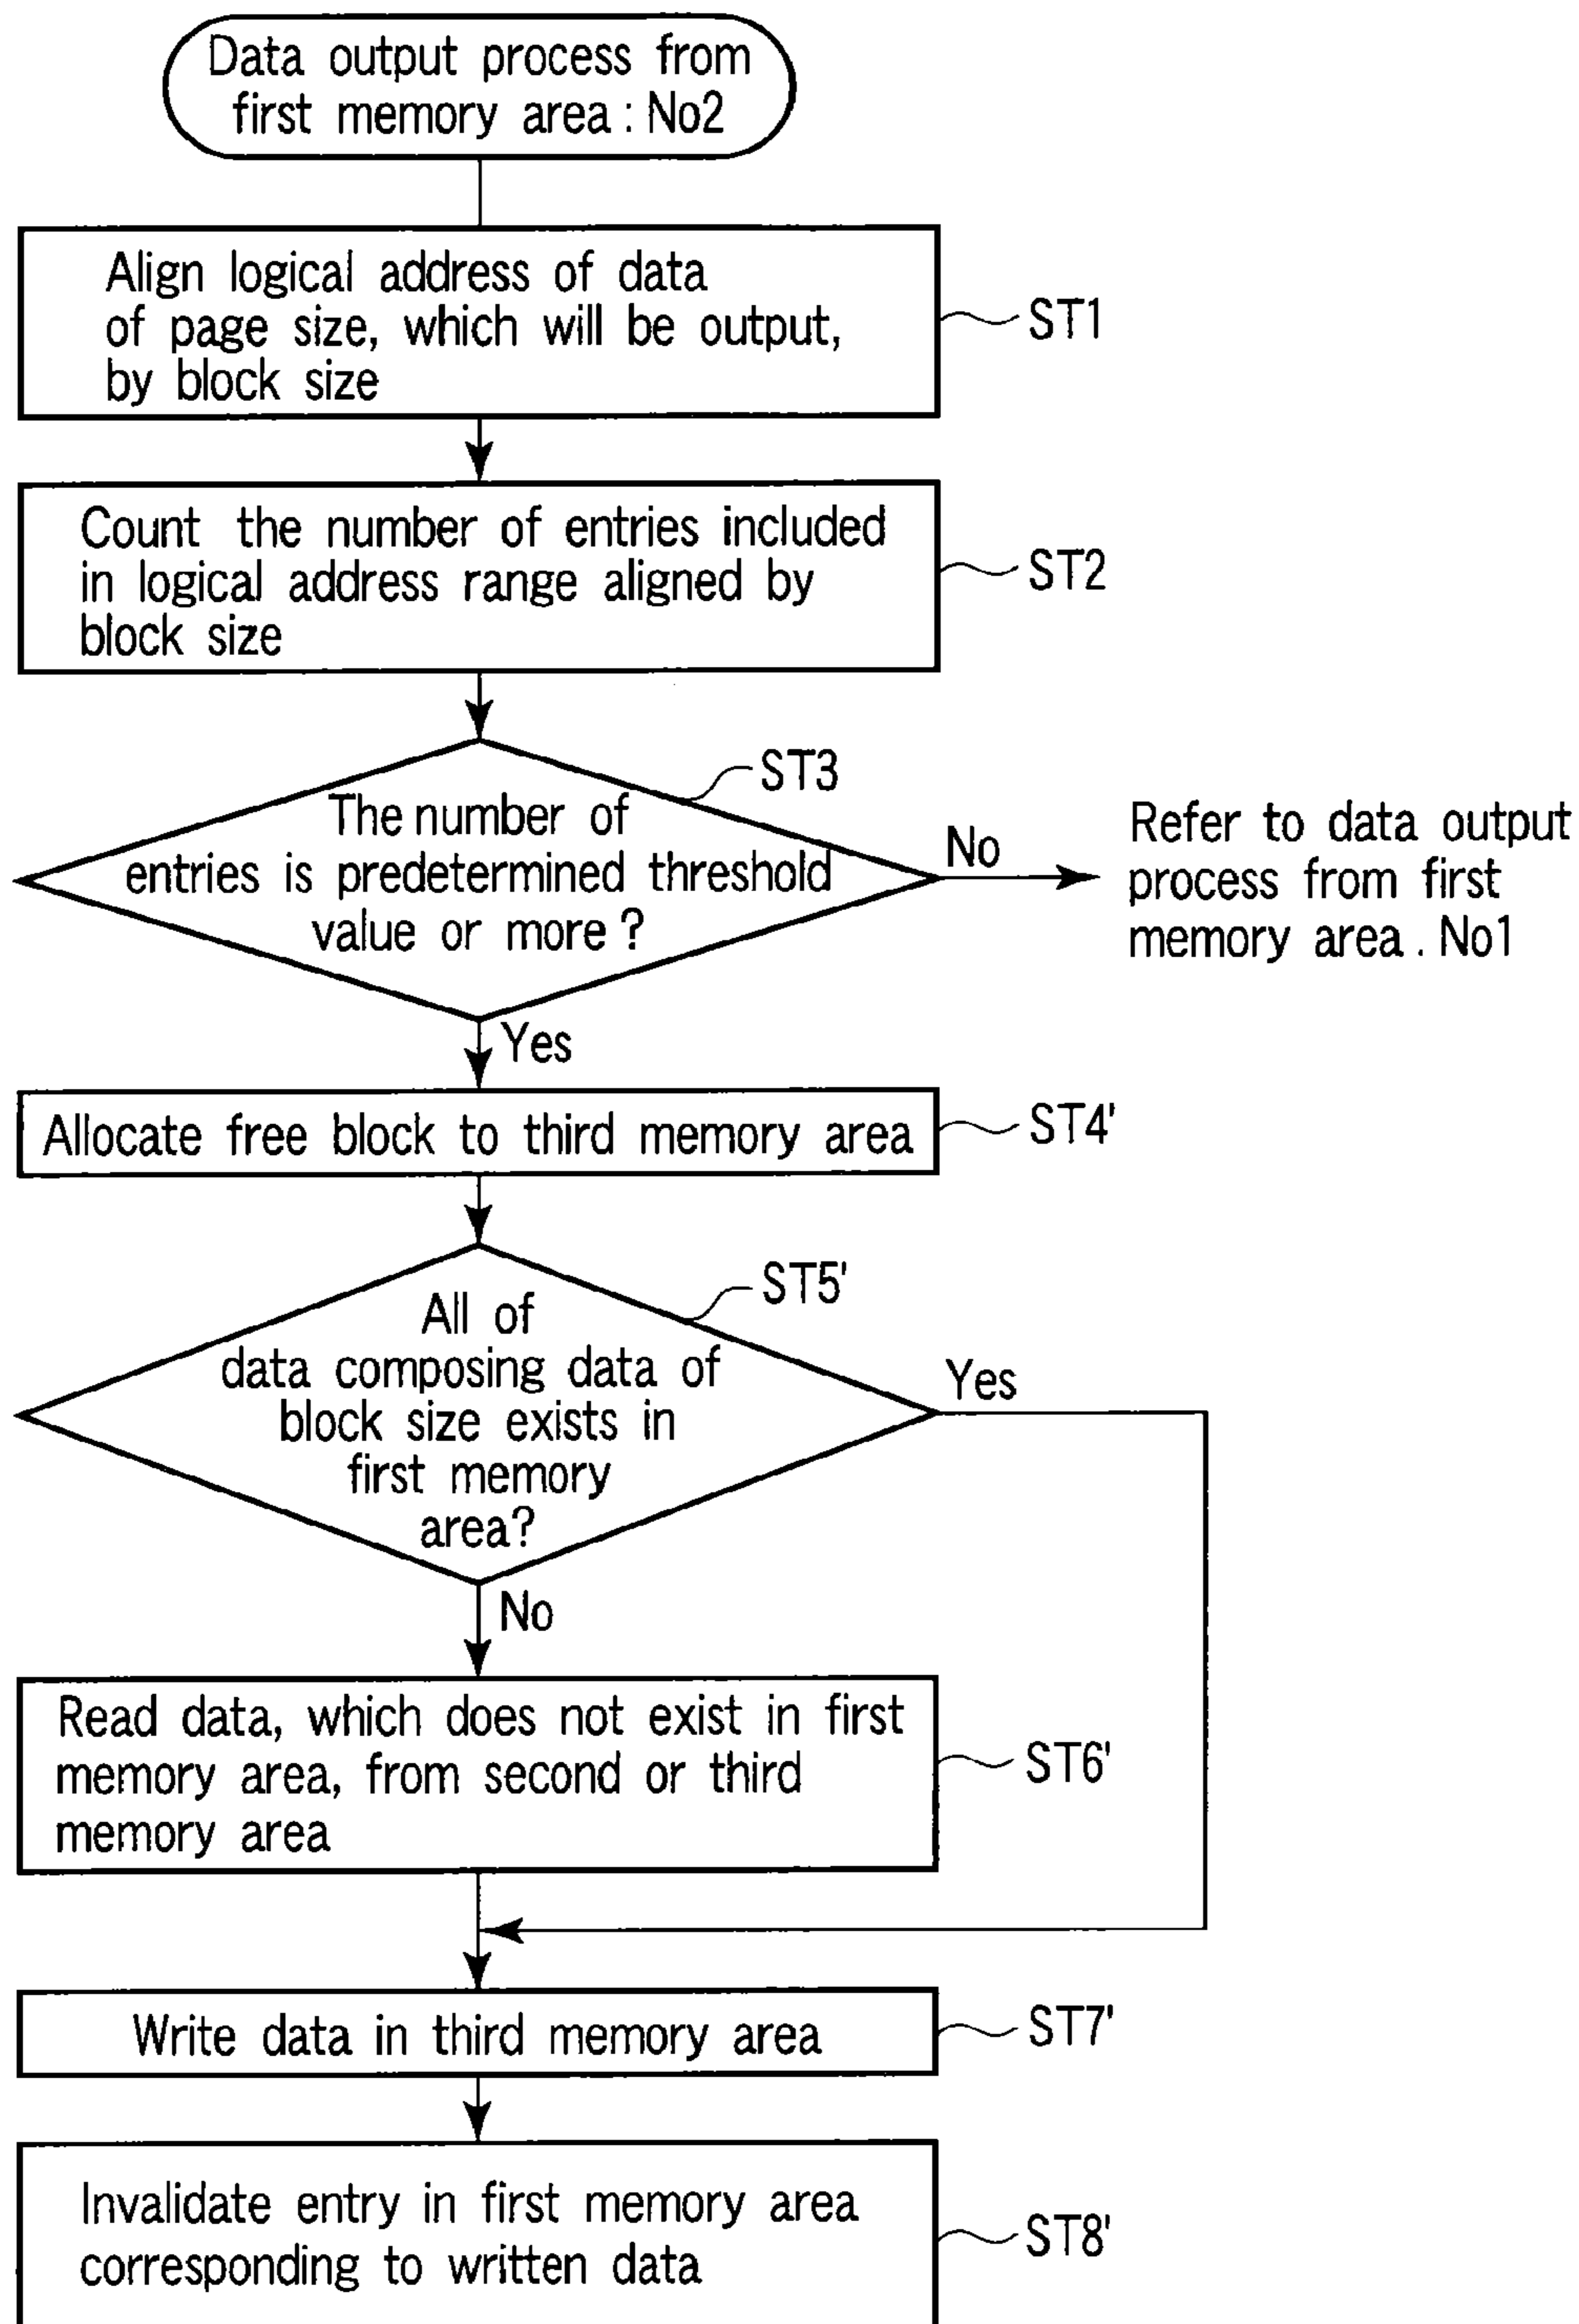 Data output process from
first memory area : No2
Align logical address of data
of page size, which will be output,
by block size
ST1
Count the number of entries included
in logical address range aligned by
block size
ST2
ST3
The number of
entries is predetermined threshold
value or more ?
No
Refer to data output
process from first
memory area . No1
Yes
Allocate free block to third memory area
ST4'
ST5'
All of
data composing data of
block size exists in
first memory
area?
Yes
No
Read data, which does not exist in first
memory area, from second or third
memory area
ST6'
Write data in third memory area
ST7'
Invalidate entry in first memory area
corresponding to written data
ST8'